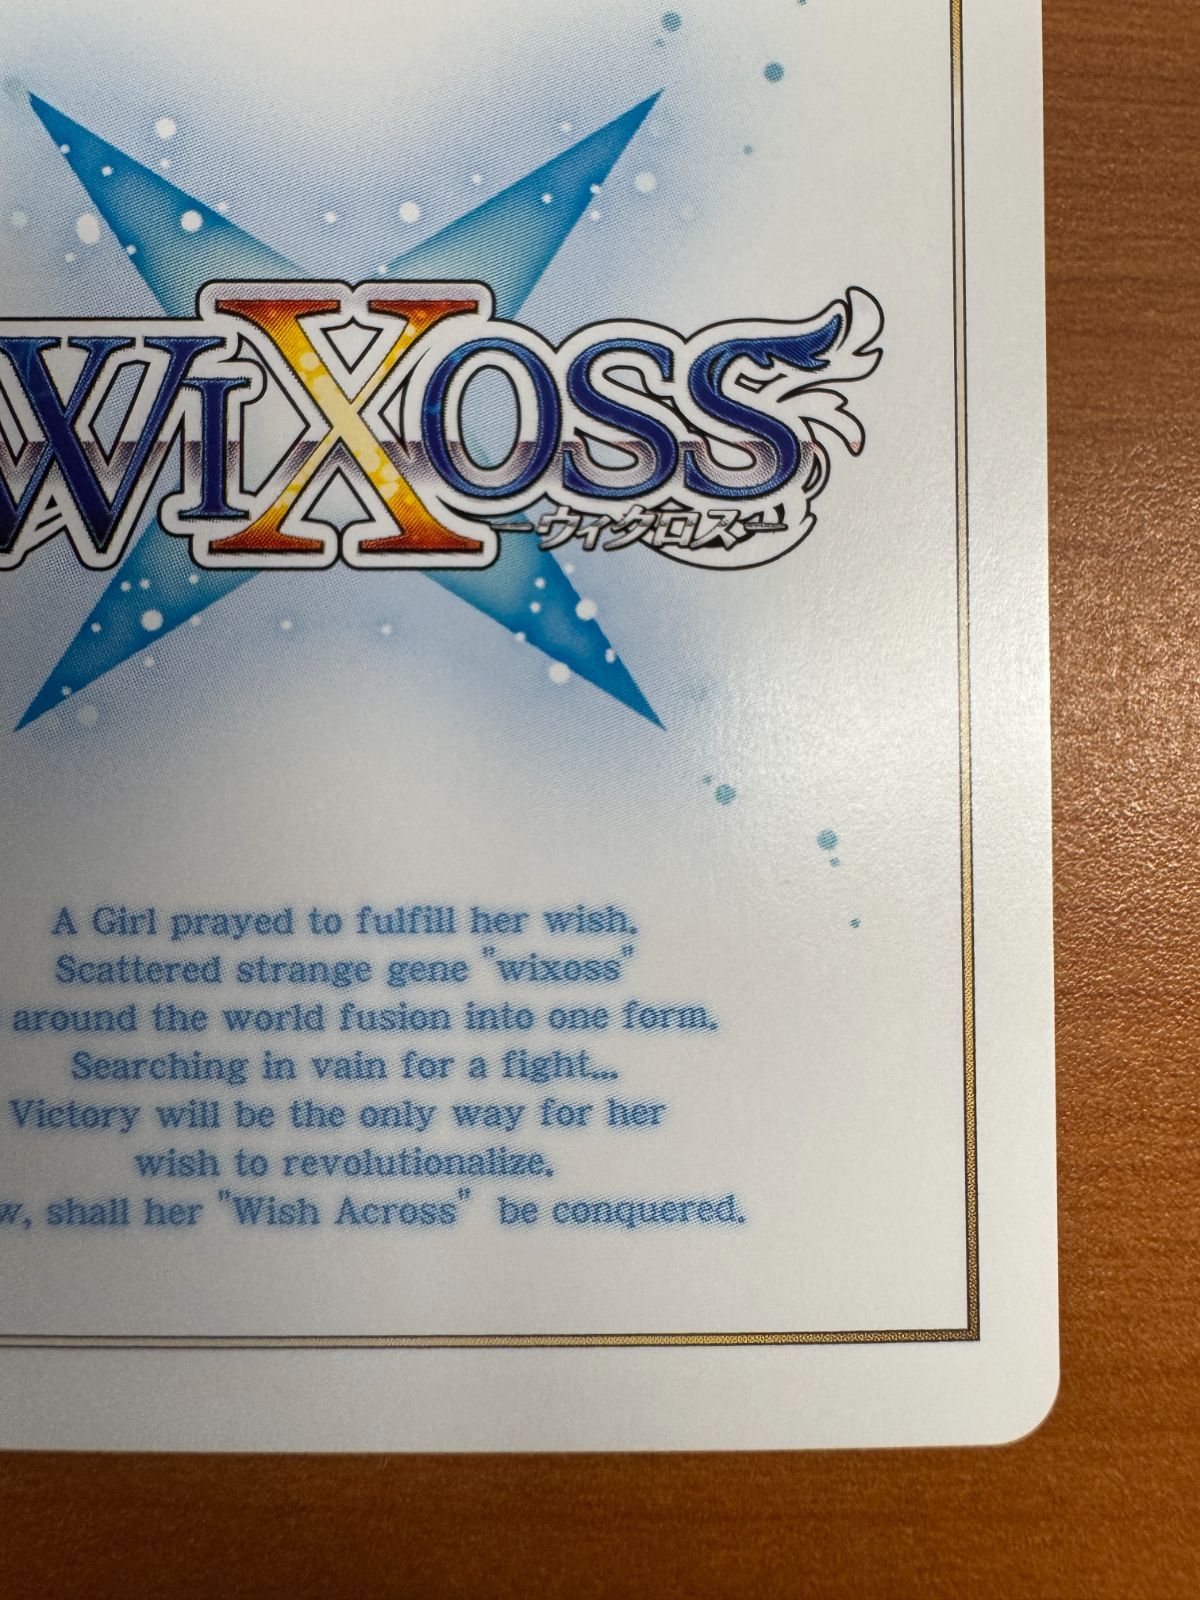 WIXOSS
ーウィクロスー
A Girl prayed to fulfill her wish.
Scattered strange gene "wixoss"
around the world fusion into one form.
Searching in vain for a fight...
Victory will be the only way for her
wish to revolutionalize.
w, shall her "Wish Across" be conquered.